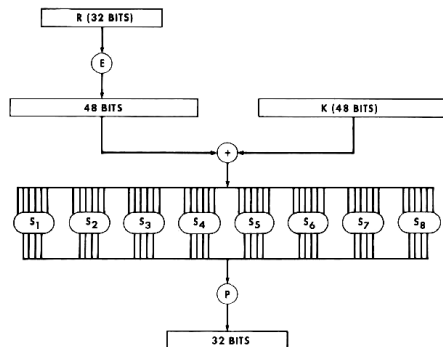 R (32 BITS)
E
48 BITS
K (48 BITS)
+
S1 S2 S3 S4 S5 S6 S7 S8
P
32 BITS